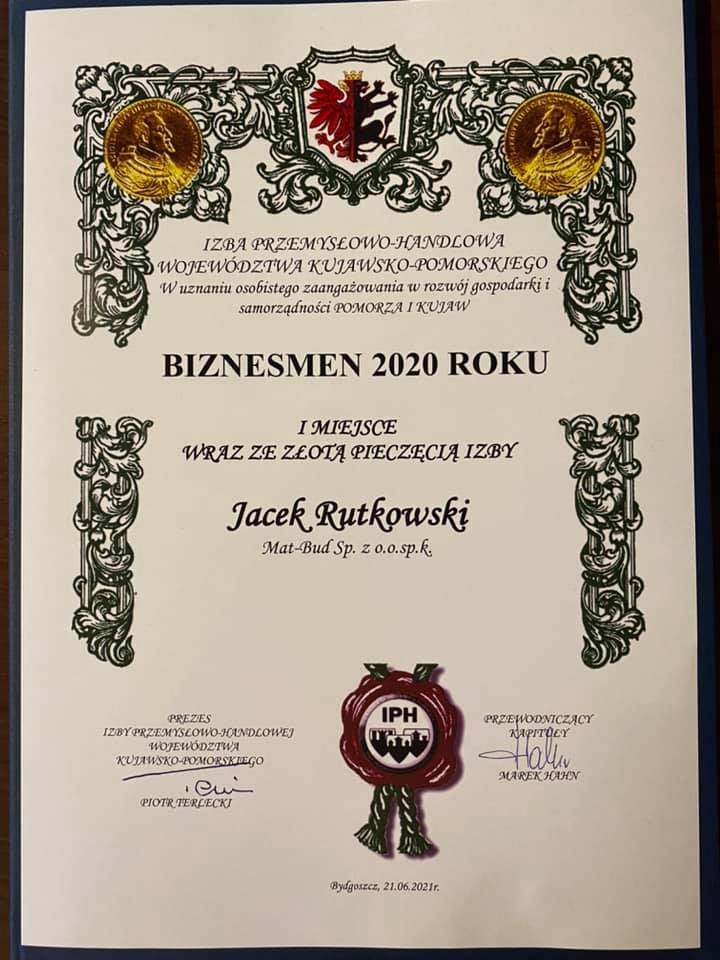 IZBA PRZEMYSŁOWO-HANDLOWA
WOJEWÓDZTWA KUJAWSKO-POMORSKIEGO
W uznaniu osobistego zaangażowania w rozwój gospodarki i
samorządności POMORZA I KUJAW
BIZNESMEN 2020 ROKU
I MIEJSCE
WRAZ ZE ZŁOTĄ PIECZĘCIĄ IZBY
Jacek Rutkowski
Mat-Bud Sp. z o.o.sp.k.
PREZES
IZBY PRZEMYSŁOWO-HANDLOWEJ
WOJEWÓDZTWA
KUJAWSKO-POMORSKIEGO
PIOTR TERLECKI
IPH
PRZEWODNICZĄCY
KAPITUŁY
Hahn
MAREK HAHN
Bydgoszcz, 21.06.2021r.